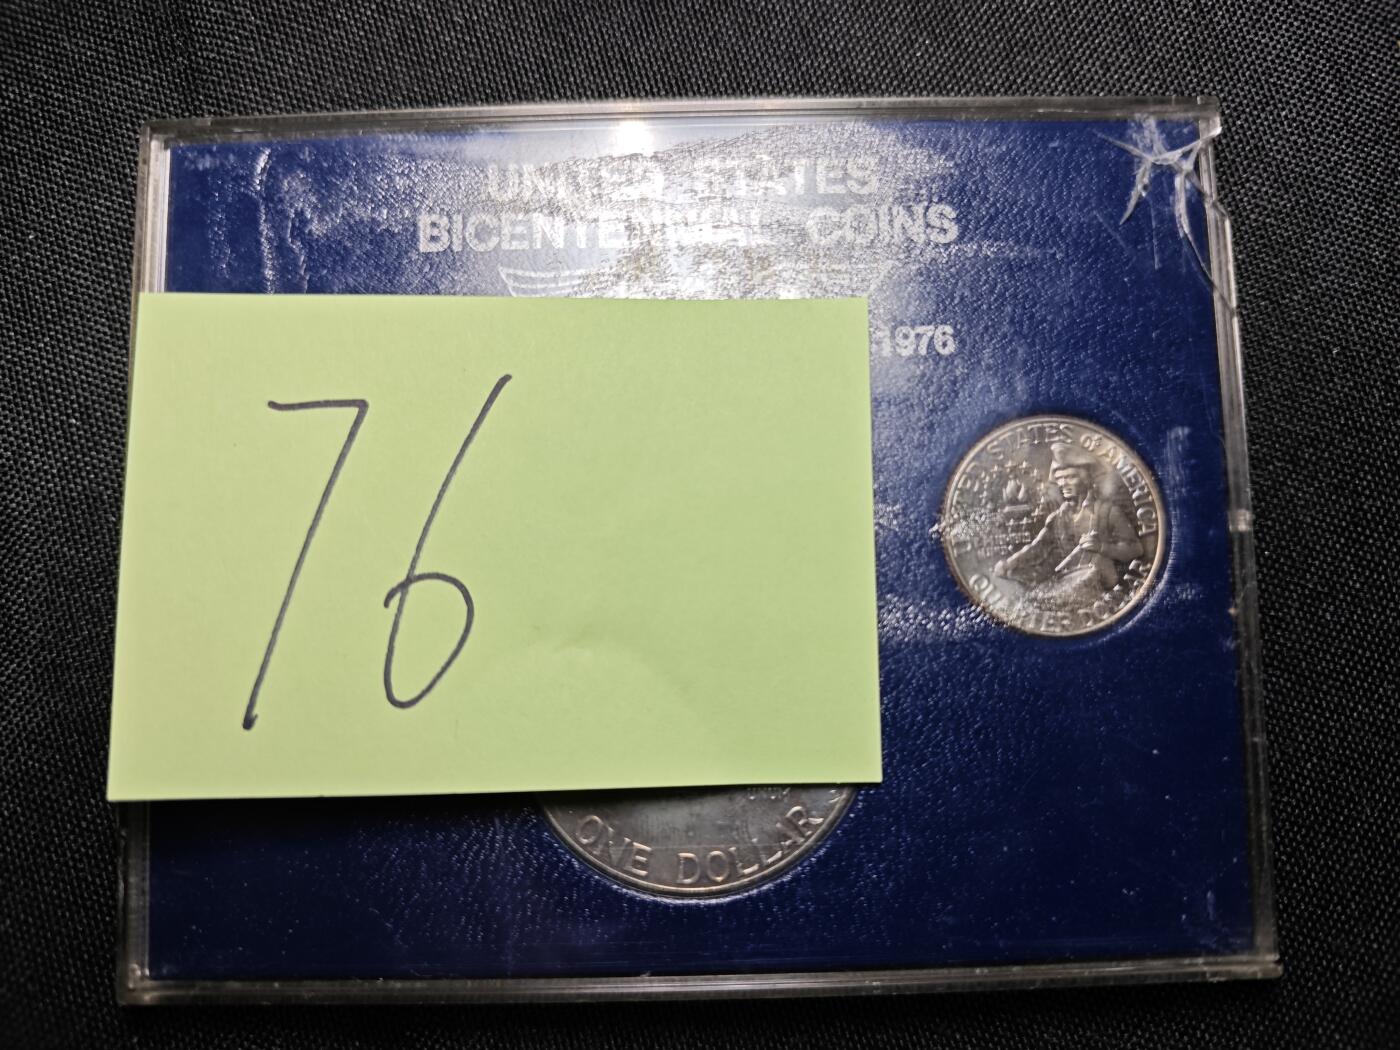 UNITED STATES
BICENTENNIAL COINS
1976
76
UNITED STATES OF AMERICA
QUARTER DOLLAR
ONE DOLLAR